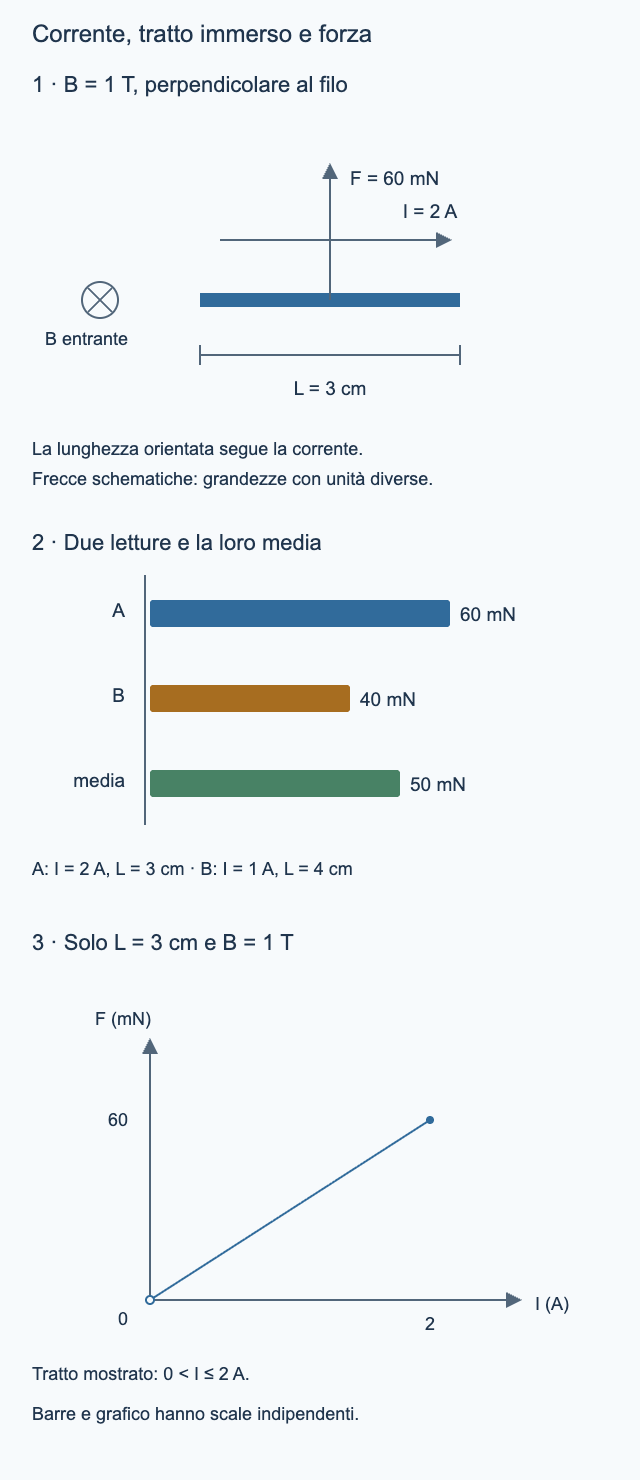 Corrente, tratto immerso e forza
1 · B = 1 T, perpendicolare al filo
F = 60 mN
I = 2 A
B entrante
L = 3 cm
La lunghezza orientata segue la corrente.
Frecce schematiche: grandezze con unità diverse.
2 · Due letture e la loro media
A
60 mN
B
40 mN
media
50 mN
A: I = 2 A, L = 3 cm · B: I = 1 A, L = 4 cm
3 · Solo L = 3 cm e B = 1 T
F (mN)
60
0
2
I (A)
Tratto mostrato: 0 < I ≤ 2 A.
Barre e grafico hanno scale indipendenti.